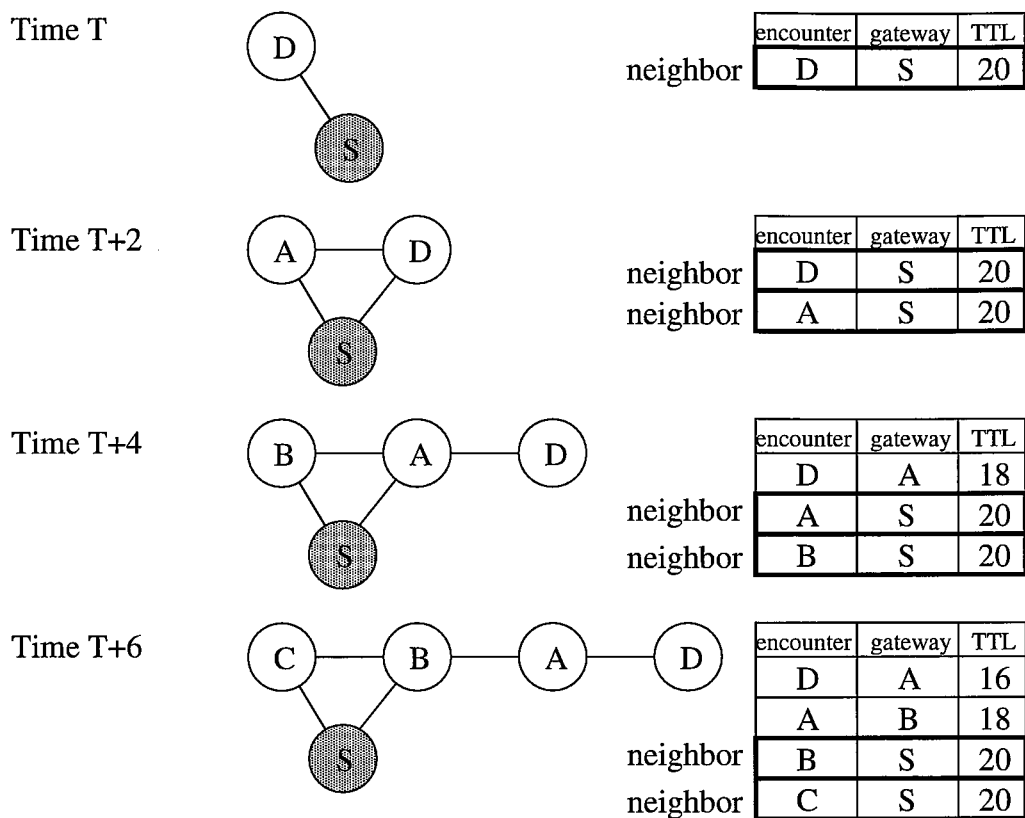 Time T
D
S
encounter gateway TTL
neighbor D S 20
Time T+2
A D
S
encounter gateway TTL
neighbor D S 20
neighbor A S 20
Time T+4
B A D
S
encounter gateway TTL
D A 18
neighbor A S 20
neighbor B S 20
Time T+6
C B A D
S
encounter gateway TTL
D A 16
A B 18
neighbor B S 20
neighbor C S 20